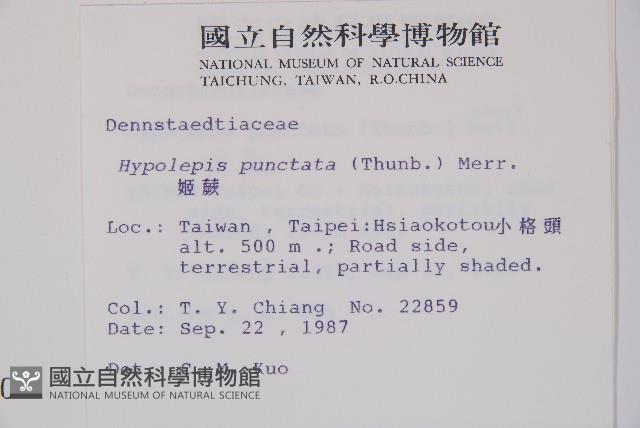 國立自然科學博物館
NATIONAL MUSEUM OF NATURAL SCIENCE
TAICHUNG, TAIWAN, R.O.CHINA
Dennstaedtiaceae
Hypolepis punctata (Thunb.) Merr.
姬蕨
Loc.: Taiwan , Taipei:Hsiaokotou小格頭
alt. 500 m .; Road side,
terrestrial, partially shaded.
Col.: T. Y. Chiang No. 22859
Date: Sep. 22 , 1987
Det. C. M. Kuo
國立自然科學博物館
NATIONAL MUSEUM OF NATURAL SCIENCE